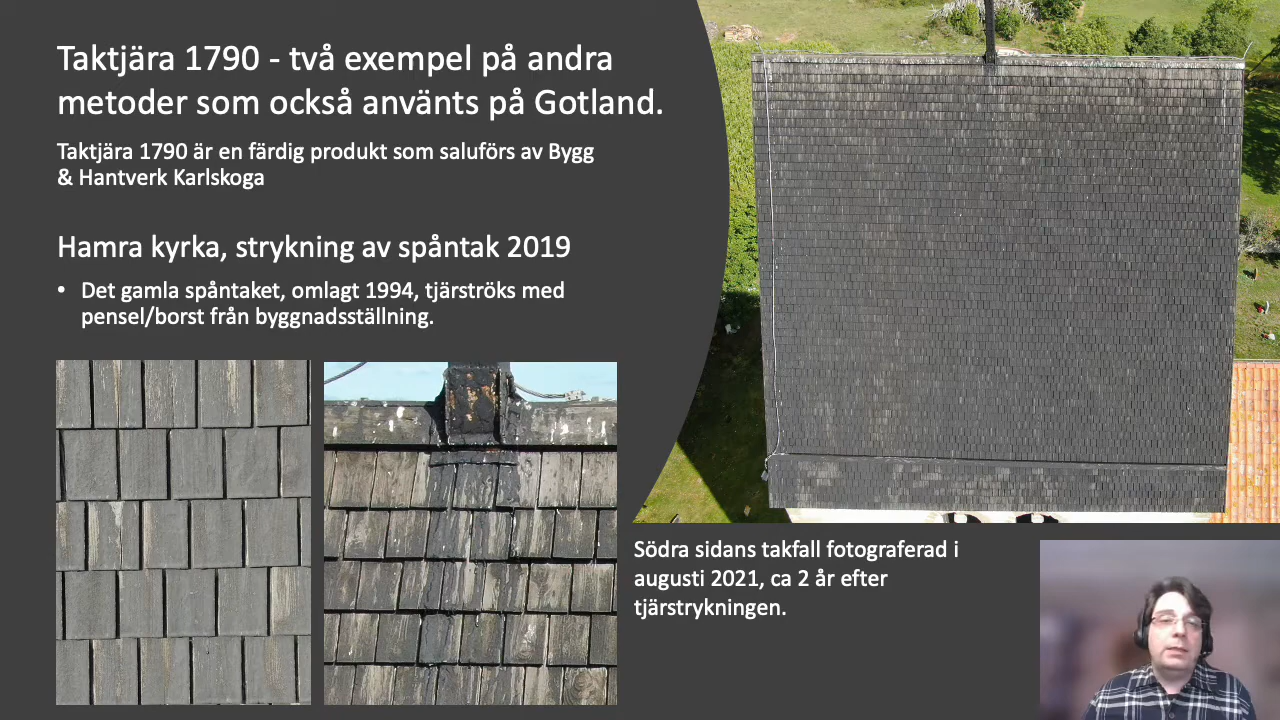 Taktjära 1790 - två exempel på andra
metoder som också använts på Gotland.
Taktjära 1790 är en färdig produkt som saluförs av Bygg
& Hantverk Karlskoga
Hamra kyrka, strykning av spåntak 2019
• Det gamla spåntaket, omlagt 1994, tjärströks med
pensel/borst från byggnadsställning.
Södra sidans takfall fotograferad i
augusti 2021, ca 2 år efter
tjärstrykningen.